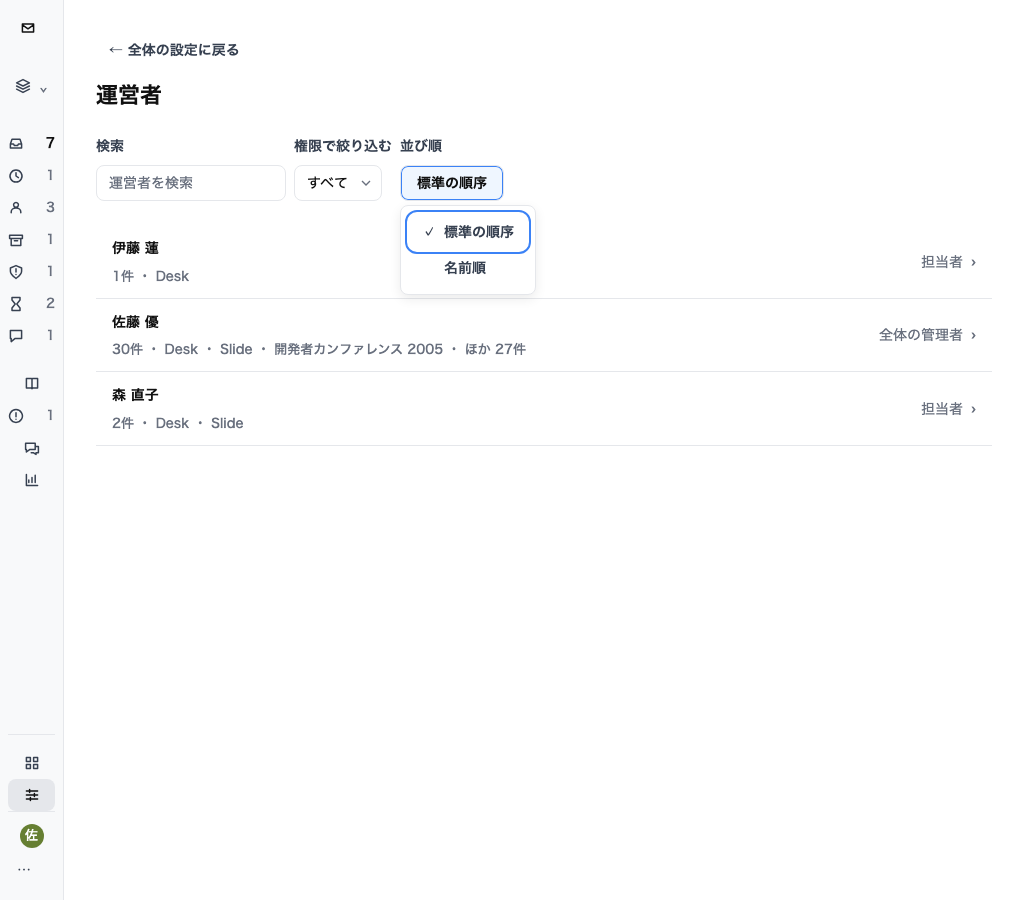 ← 全体の設定に戻る
運営者
検索
権限で絞り込む
並び順
運営者を検索
すべて
標準の順序
✓ 標準の順序
名前順
伊藤 蓮
1件 ・ Desk
担当者 ›
佐藤 優
30件 ・ Desk ・ Slide ・ 開発者カンファレンス 2005 ・ ほか 27件
全体の管理者 ›
森 直子
2件 ・ Desk ・ Slide
担当者 ›
7
1
3
1
1
2
1
1
佐
…